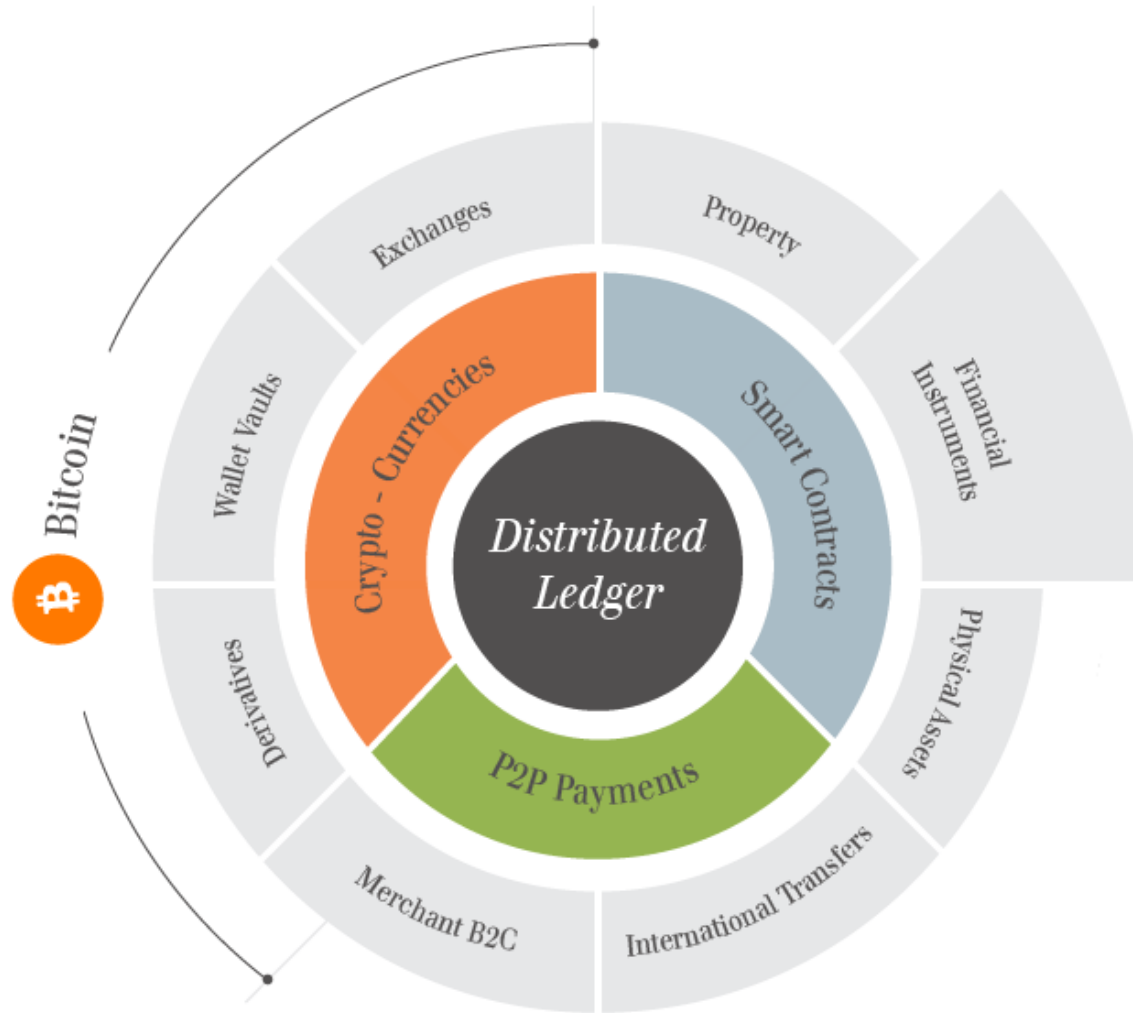 Exchanges
Property
Wallet Vaults
Crypto - Currencies
Smart Contracts
Financial
Instruments
Bitcoin
Distributed
Ledger
Derivatives
Physical Assets
P2P Payments
Merchant B2C
International Transfers